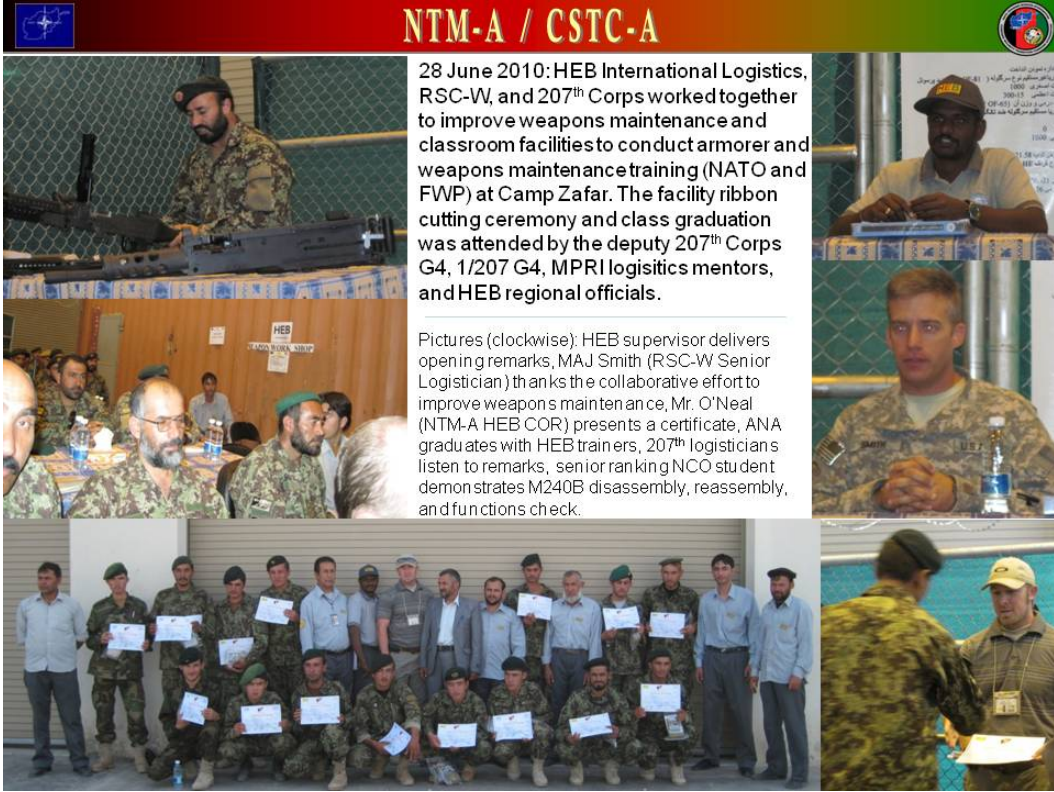 NTM-A / CSTC-A
28 June 2010: HEB International Logistics,
RSC-W, and 207th Corps worked together
to improve weapons maintenance and
classroom facilities to conduct armorer and
weapons maintenance training (NATO and
FWP) at Camp Zafar. The facility ribbon
cutting ceremony and class graduation
was attended by the deputy 207th Corps
G4, 1/207 G4, MPRI logisitics mentors,
and HEB regional officials.
Pictures (clockwise): HEB supervisor delivers
opening remarks, MAJ Smith (RSC-W Senior
Logistician) thanks the collaborative effort to
improve weapons maintenance, Mr. O'Neal
(NTM-A HEB COR) presents a certificate, ANA
graduates with HEB trainers, 207th logisticians
listen to remarks, senior ranking NCO student
demonstrates M240B disassembly, reassembly,
and functions check.
HEB
WEAPON WORK SHOP
HEB
SMITH